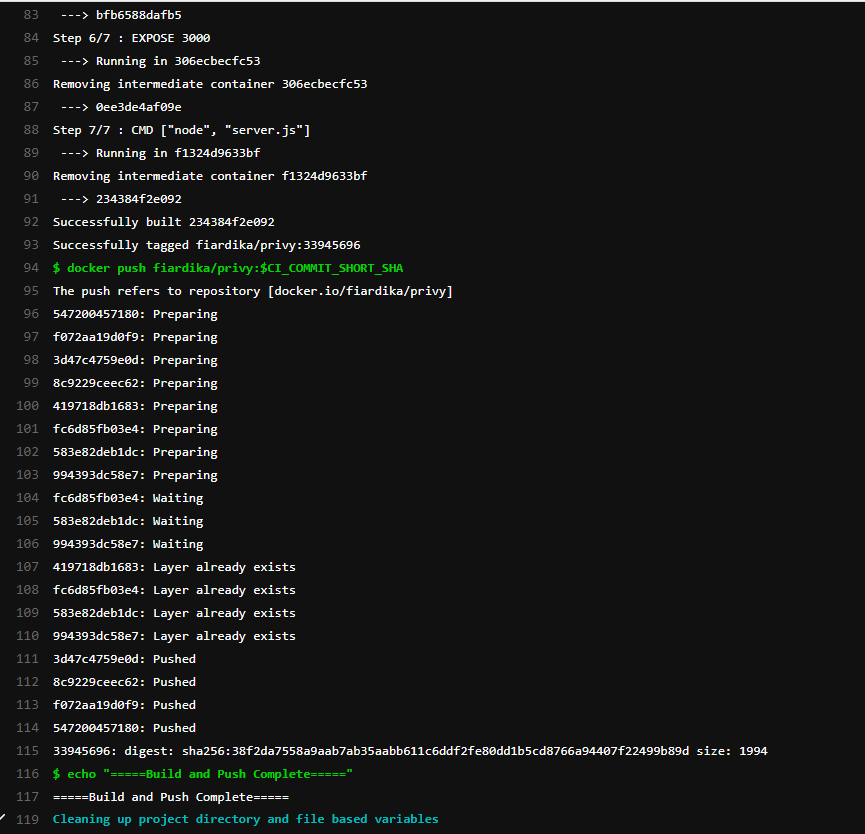 83 ---> bfb6588dafb5
84 Step 6/7 : EXPOSE 3000
85 ---> Running in 306ecbecfc53
86 Removing intermediate container 306ecbecfc53
87 ---> 0ee3de4af09e
88 Step 7/7 : CMD ["node", "server.js"]
89 ---> Running in f1324d9633bf
90 Removing intermediate container f1324d9633bf
91 ---> 234384f2e092
92 Successfully built 234384f2e092
93 Successfully tagged fiardika/privy:33945696
94 $ docker push fiardika/privy:$CI_COMMIT_SHORT_SHA
95 The push refers to repository [docker.io/fiardika/privy]
96 547200457180: Preparing
97 f072aa19d0f9: Preparing
98 3d47c4759e0d: Preparing
99 8c9229ceec62: Preparing
100 419718db1683: Preparing
101 fc6d85fb03e4: Preparing
102 583e82deb1dc: Preparing
103 994393dc58e7: Preparing
104 fc6d85fb03e4: Waiting
105 583e82deb1dc: Waiting
106 994393dc58e7: Waiting
107 419718db1683: Layer already exists
108 fc6d85fb03e4: Layer already exists
109 583e82deb1dc: Layer already exists
110 994393dc58e7: Layer already exists
111 3d47c4759e0d: Pushed
112 8c9229ceec62: Pushed
113 f072aa19d0f9: Pushed
114 547200457180: Pushed
115 33945696: digest: sha256:38f2da7558a9aab7ab35aabb611c6ddf2fe80dd1b5cd8766a94407f22499b89d size: 1994
116 $ echo "=====Build and Push Complete====="
117 =====Build and Push Complete=====
119 Cleaning up project directory and file based variables